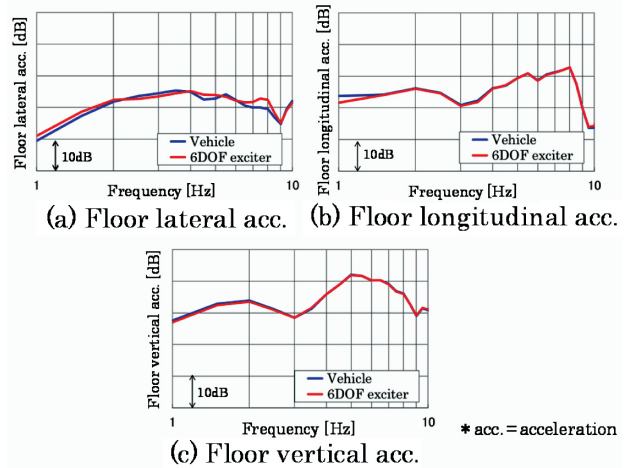 Floor lateral acc. [dB]
Vehicle
6DOF exciter
10dB
1
10
Frequency [Hz]
(a) Floor lateral acc.
Floor longitudinal acc. [dB]
Vehicle
6DOF exciter
10dB
1
10
Frequency [Hz]
(b) Floor longitudinal acc.
Floor vertical acc. [dB]
10dB
Vehicle
6DOF exciter
1
10
Frequency [Hz]
(c) Floor vertical acc.
* acc. = acceleration